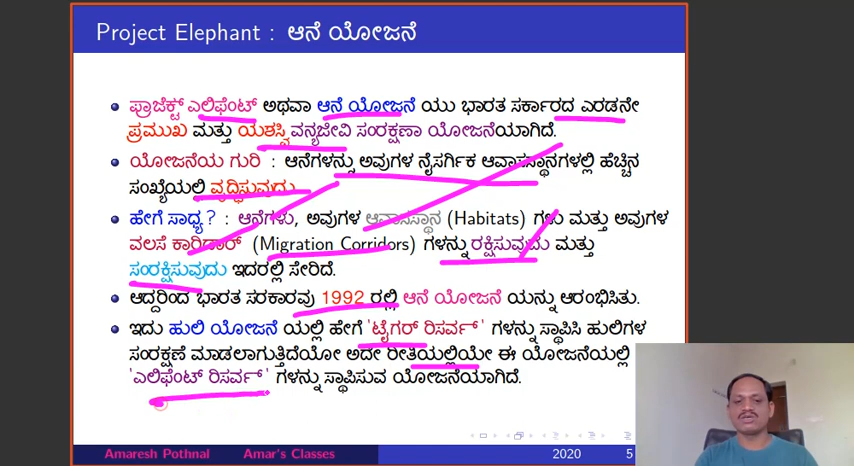 Project Elephant : ಆನೆ ಯೋಜನೆ
ಪ್ರಾಜೆಕ್ಟ್ ಎಲಿಫೆಂಟ್ ಅಥವಾ ಆನೆ ಯೋಜನೆ ಯು ಭಾರತ ಸರ್ಕಾರದ ಎರಡನೇ
ಪ್ರಮುಖ ಮತ್ತು ಯಶಸ್ವಿ ವನ್ಯಜೀವಿ ಸಂರಕ್ಷಣಾ ಯೋಜನೆಯಾಗಿದೆ.
ಯೋಜನೆಯ ಗುರಿ : ಆನೆಗಳನ್ನು ಅವುಗಳ ನೈಸರ್ಗಿಕ ಆವಾಸಸ್ಥಾನಗಳಲ್ಲಿ ಹೆಚ್ಚಿನ
ಸಂಖ್ಯೆಯಲ್ಲಿ ವೃದ್ಧಿಸುವುದು
ಹೇಗೆ ಸಾಧ್ಯ? : ಆನೆಗಳು, ಅವುಗಳ ಆವಾಸಸ್ಥಾನ (Habitats) ಗಳು ಮತ್ತು ಅವುಗಳ
ವಲಸೆ ಕಾರಿಡಾರ್ (Migration Corridors) ಗಳನ್ನು ರಕ್ಷಿಸುವುದು ಮತ್ತು
ಸಂರಕ್ಷಿಸುವುದು ಇದರಲ್ಲಿ ಸೇರಿದೆ.
ಆದ್ದರಿಂದ ಭಾರತ ಸರಕಾರವು 1992 ರಲ್ಲಿ ಆನೆ ಯೋಜನೆ ಯನ್ನು ಆರಂಭಿಸಿತು.
ಇದು ಹುಲಿ ಯೋಜನೆ ಯಲ್ಲಿ ಹೇಗೆ 'ಟೈಗರ್ ರಿಸರ್ವ್' ಗಳನ್ನು ಸ್ಥಾಪಿಸಿ ಹುಲಿಗಳ
ಸಂರಕ್ಷಣೆ ಮಾಡಲಾಗುತ್ತಿದೆಯೋ ಅದೇ ರೀತಿಯಲ್ಲಿಯೇ ಈ ಯೋಜನೆಯಲ್ಲಿ
'ಎಲಿಫೆಂಟ್ ರಿಸರ್ವ್' ಗಳನ್ನು ಸ್ಥಾಪಿಸುವ ಯೋಜನೆಯಾಗಿದೆ.
Amaresh Pothnal Amar's Classes 2020 5